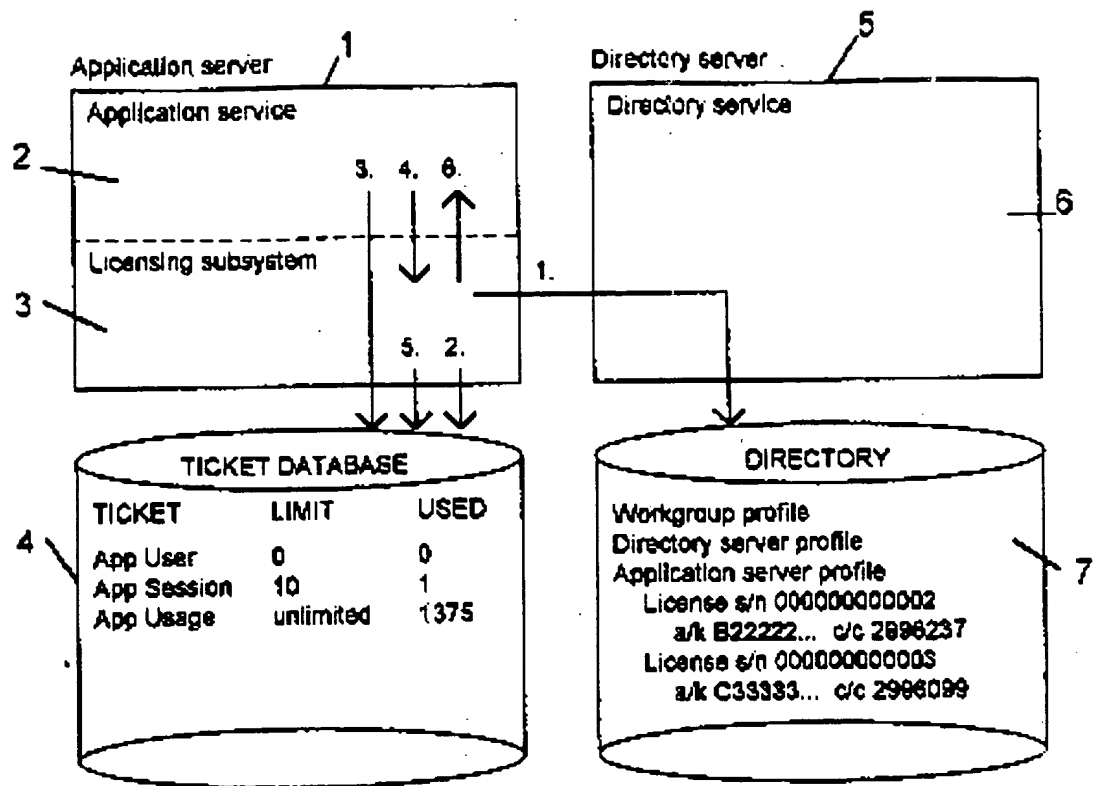 1
5
Application server
Directory server
Application service
Directory service
2
3. 4. 6.
6
Licensing subsystem
1.
3
5. 2.
TICKET DATABASE
DIRECTORY
TICKET LIMIT USED
Workgroup profile
Directory server profile
4
7
App User 0 0
Application server profile
App Session 10 1
License s/n 000000000002
App Usage unlimited 1375
a/k B22222... c/c
License s/n 000000000003
a/k C33333... c/c